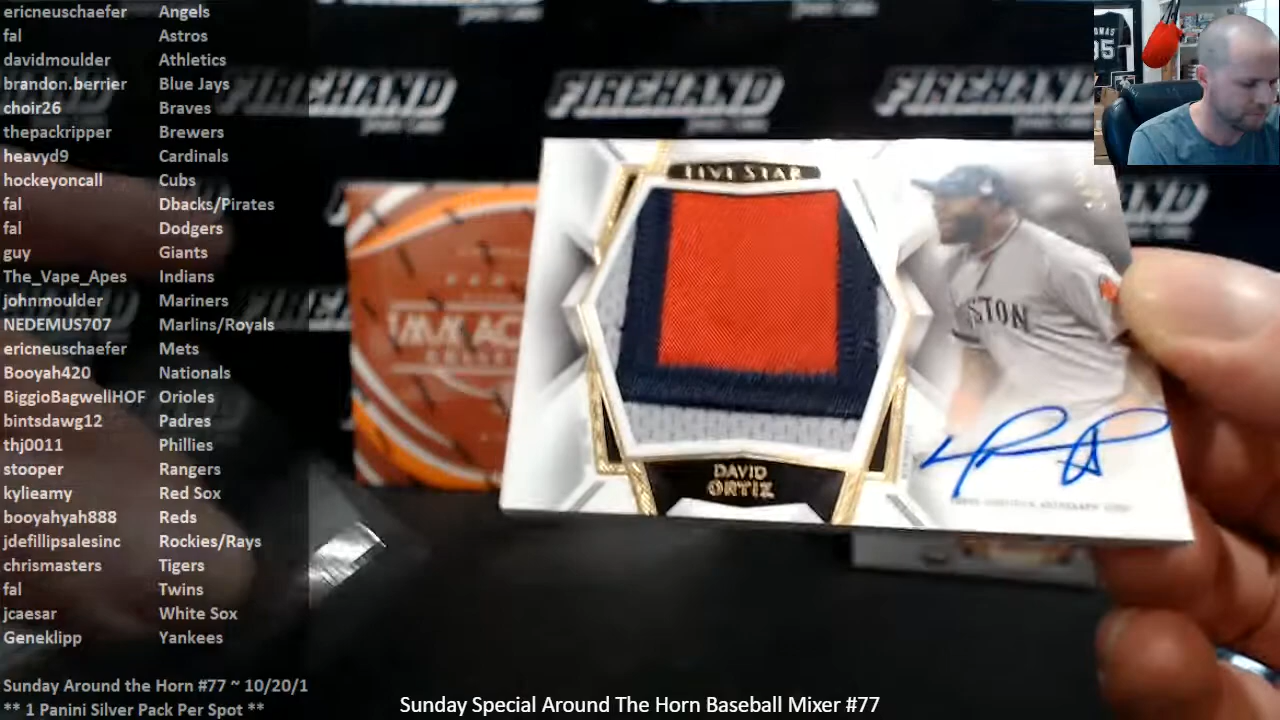 ericneuschaefer Angels
fal Astros
davidmoulder Athletics
brandon.berrier Blue Jays
choir26 Braves
thepackripper Brewers
heavyd9 Cardinals
hockeyoncall Cubs
fal Dbacks/Pirates
fal Dodgers
guy Giants
The_Vape_Apes Indians
johnmoulder Mariners
NEDEMUS707 Marlins/Royals
ericneuschaefer Mets
Booyah420 Nationals
BiggioBagwellHOF Orioles
bintsdawg12 Padres
thj0011 Phillies
stooper Rangers
kylieamy Red Sox
booyahyah888 Reds
jdefillipsalesinc Rockies/Rays
chrismasters Tigers
fal Twins
jcaesar White Sox
Geneklipp Yankees
Sunday Around the Horn #77 ~ 10/20/1
** 1 Panini Silver Pack Per Spot **
FIREHAND
FIREHAND
FIREHAND
FIVE STAR
STON
DAVID
ORTIZ
35
Sunday Special Around The Horn Baseball Mixer #77